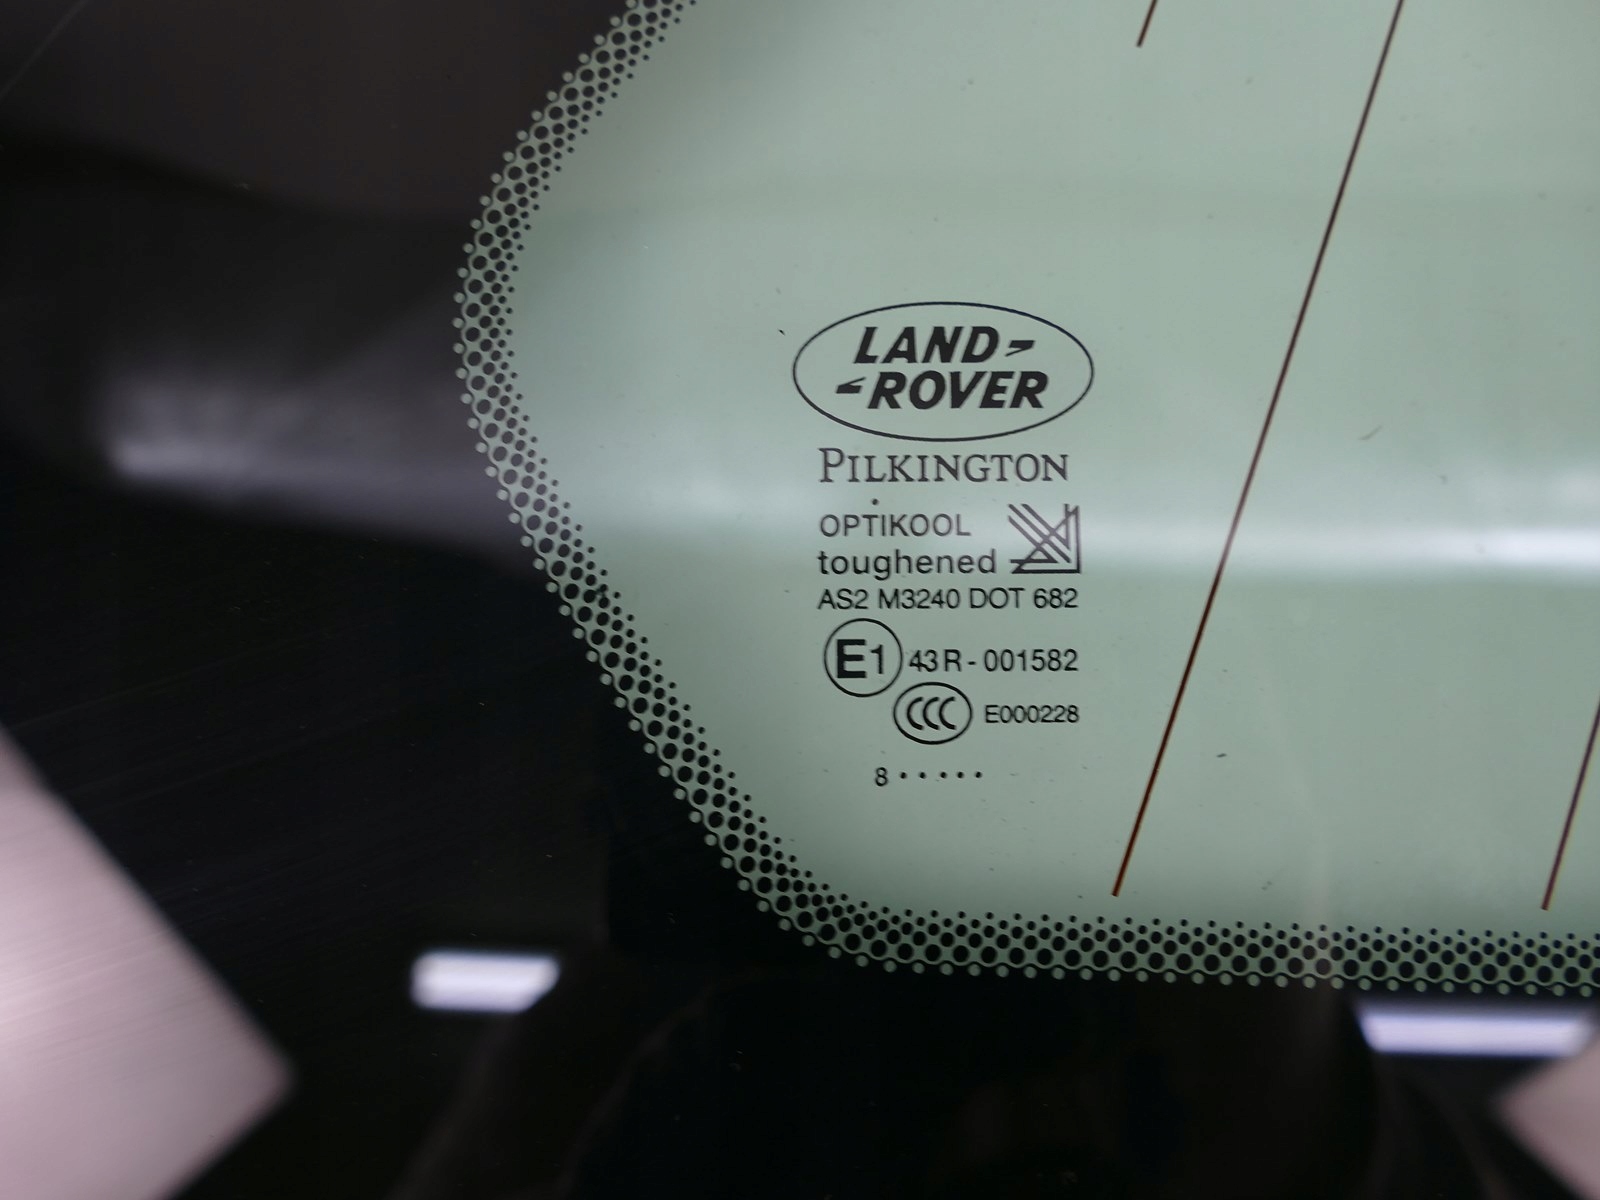 LAND-
-ROVER
PILKINGTON
OPTIKOOL
toughened
AS2 M3240 DOT 682
E1 43R-001582
CCC E000228
8 · · · · ·